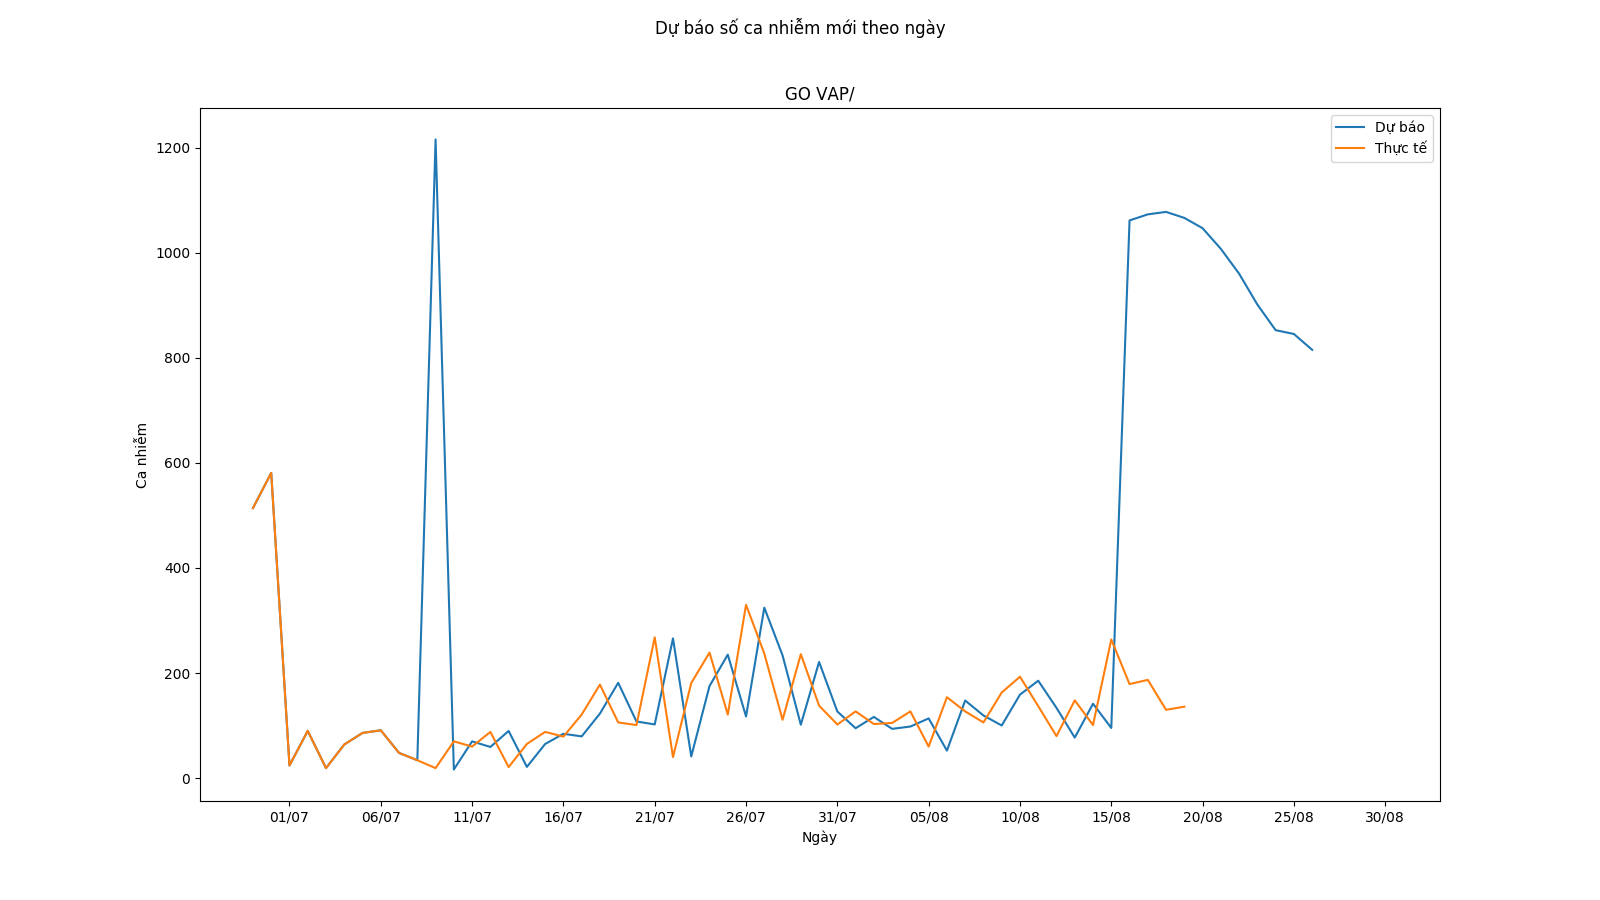 Dự báo số ca nhiễm mới theo ngày
GO VAP/
Dự báo
Thực tế
1200
1000
800
600
400
200
0
Ca nhiễm
01/07 06/07 11/07 16/07 21/07 26/07 31/07 05/08 10/08 15/08 20/08 25/08 30/08
Ngày